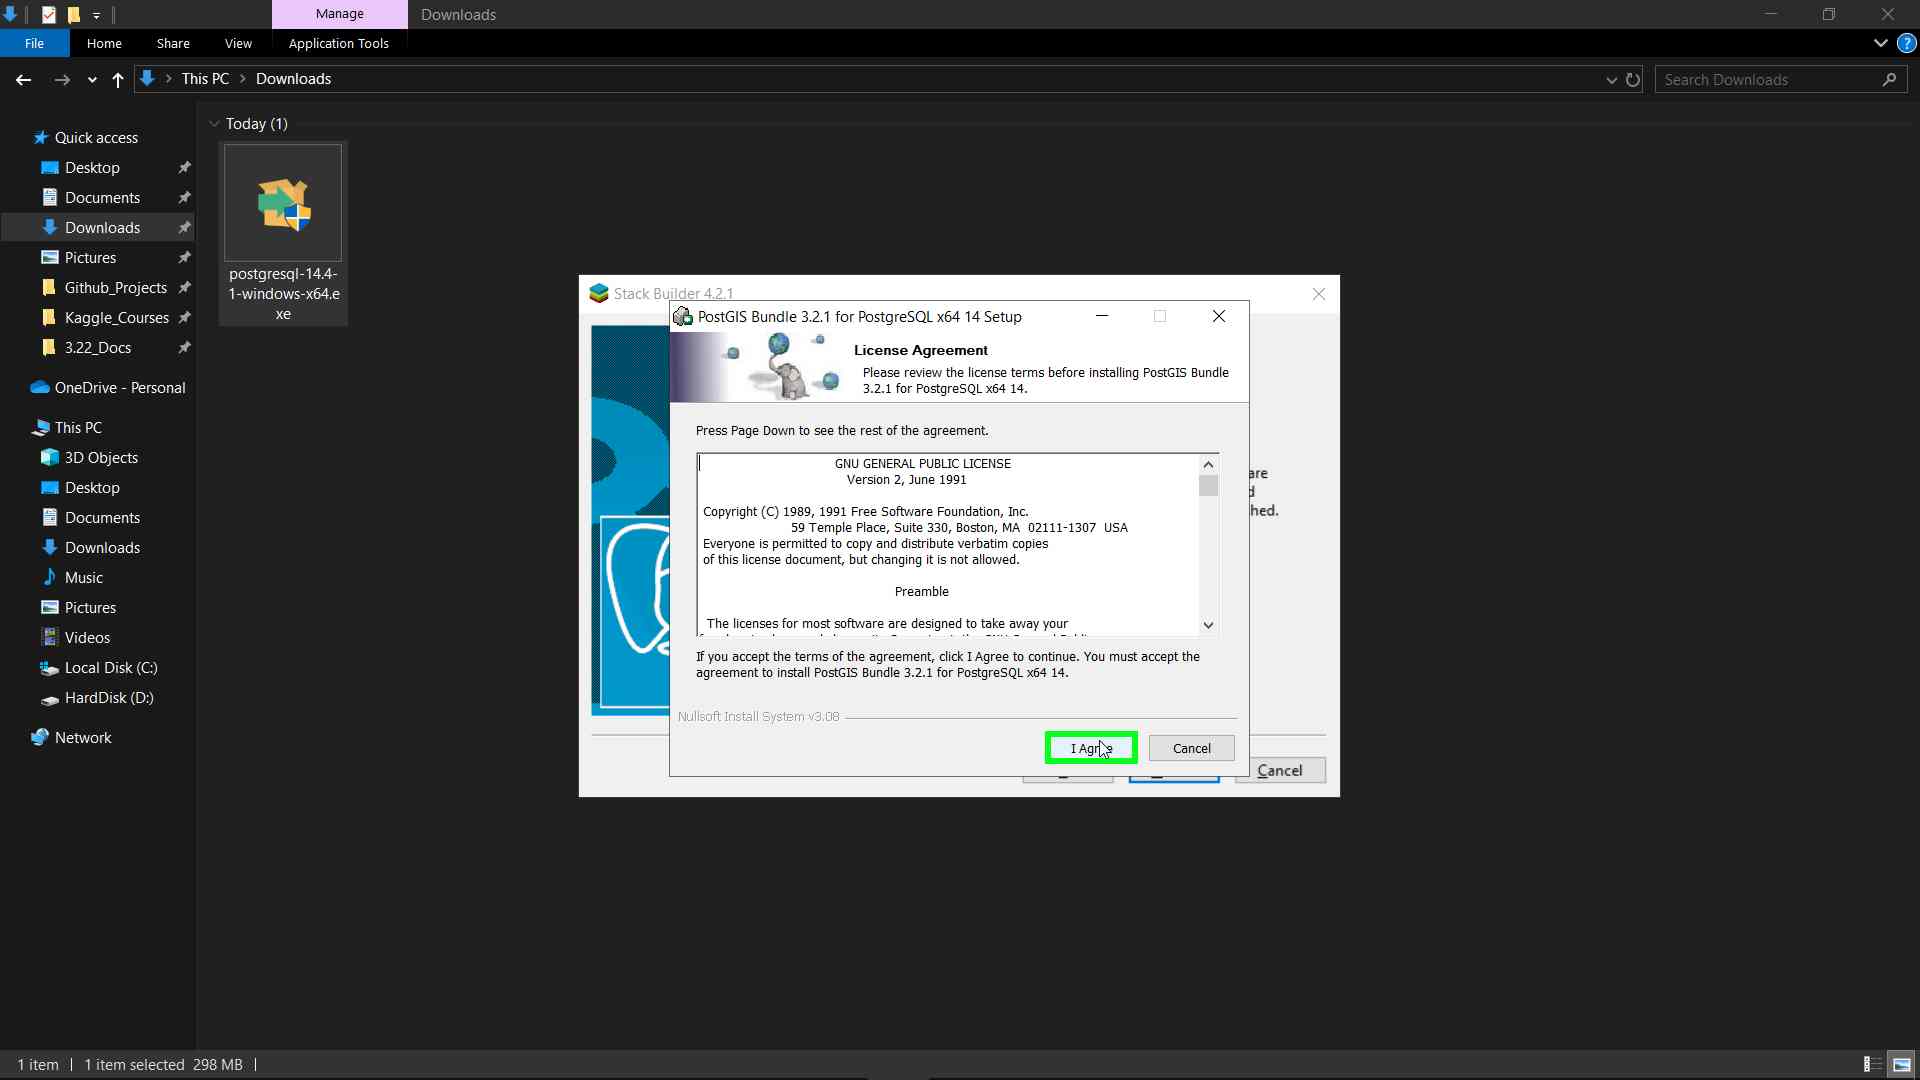 Manage
Downloads
File
Home
Share
View
Application Tools
?
This PC > Downloads
Search Downloads
Today (1)
Quick access
Desktop
Documents
Downloads
Pictures
Github_Projects
Kaggle_Courses
3.22_Docs
OneDrive - Personal
This PC
3D Objects
Desktop
Documents
Downloads
Music
Pictures
Videos
Local Disk (C:)
HardDisk (D:)
Network
postgresql-14.4-
1-windows-x64.e
xe
Stack Builder 4.2.1
PostGIS Bundle 3.2.1 for PostgreSQL x64 14 Setup
License Agreement
Please review the license terms before installing PostGIS Bundle
3.2.1 for PostgreSQL x64 14.
Press Page Down to see the rest of the agreement.
GNU GENERAL PUBLIC LICENSE
Version 2, June 1991
Copyright (C) 1989, 1991 Free Software Foundation, Inc.
59 Temple Place, Suite 330, Boston, MA 02111-1307 USA
Everyone is permitted to copy and distribute verbatim copies
of this license document, but changing it is not allowed.
Preamble
The licenses for most software are designed to take away your
If you accept the terms of the agreement, click I Agree to continue. You must accept the
agreement to install PostGIS Bundle 3.2.1 for PostgreSQL x64 14.
Nullsoft Install System v3.08
I Agree
Cancel
are
d
hed.
Cancel
1 item
1 item selected 298 MB